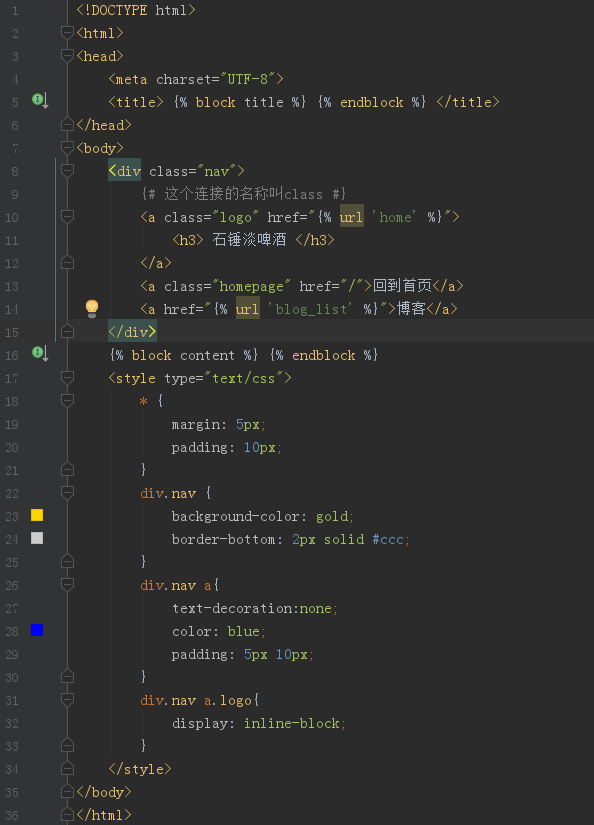 1 <!DOCTYPE html>
2 <html>
3 <head>
4 <meta charset="UTF-8">
5 <title> {% block title %} {% endblock %} </title>
6 </head>
7 <body>
8 <div class="nav">
9 {# 这个连接的名称叫class #}
10 <a class="logo" href="{% url 'home' %}">
11 <h3> 石锤淡啤酒 </h3>
12 </a>
13 <a class="homepage" href="/">回到首页</a>
14 <a href="{% url 'blog_list' %}">博客</a>
15 </div>
16 {% block content %} {% endblock %}
17 <style type="text/css">
18 * {
19 margin: 5px;
20 padding: 10px;
21 }
22 div.nav {
23 background-color: gold;
24 border-bottom: 2px solid #ccc;
25 }
26 div.nav a{
27 text-decoration:none;
28 color: blue;
29 padding: 5px 10px;
30 }
31 div.nav a.logo{
32 display: inline-block;
33 }
34 </style>
35 </body>
36 </html>